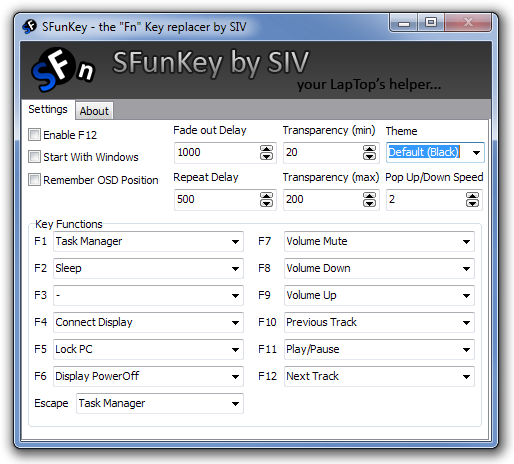 SFunKey - the "Fn" Key replacer by SIV
SFn SFunKey by SIV
your LapTop's helper...
Settings About
Enable F12
Start With Windows
Remember OSD Position
Fade out Delay Transparency (min) Theme
1000 20 Default (Black)
Repeat Delay Transparency (max) Pop Up/Down Speed
500 200 2
Key Functions
F1 Task Manager
F2 Sleep
F3 -
F4 Connect Display
F5 Lock PC
F6 Display PowerOff
Escape Task Manager
F7 Volume Mute
F8 Volume Down
F9 Volume Up
F10 Previous Track
F11 Play/Pause
F12 Next Track